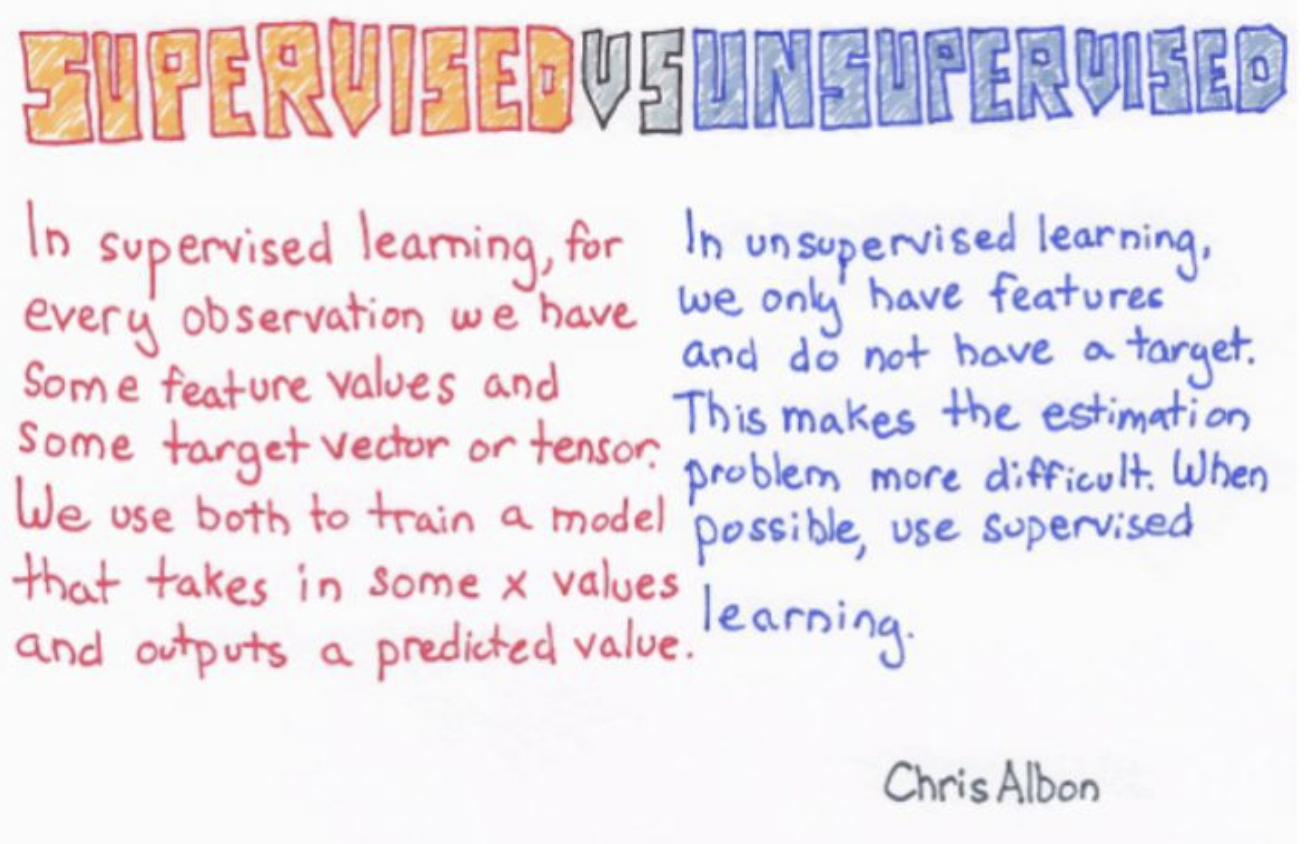 SUPERVISED VS UNSUPERVISED
In supervised learning, for
every observation we have
some feature values and
some target vector or tensor.
We use both to train a model
that takes in some x values
and outputs a predicted value.
In unsupervised learning,
we only have features
and do not have a target.
This makes the estimation
problem more difficult. When
possible, use supervised
learning.
Chris Albon